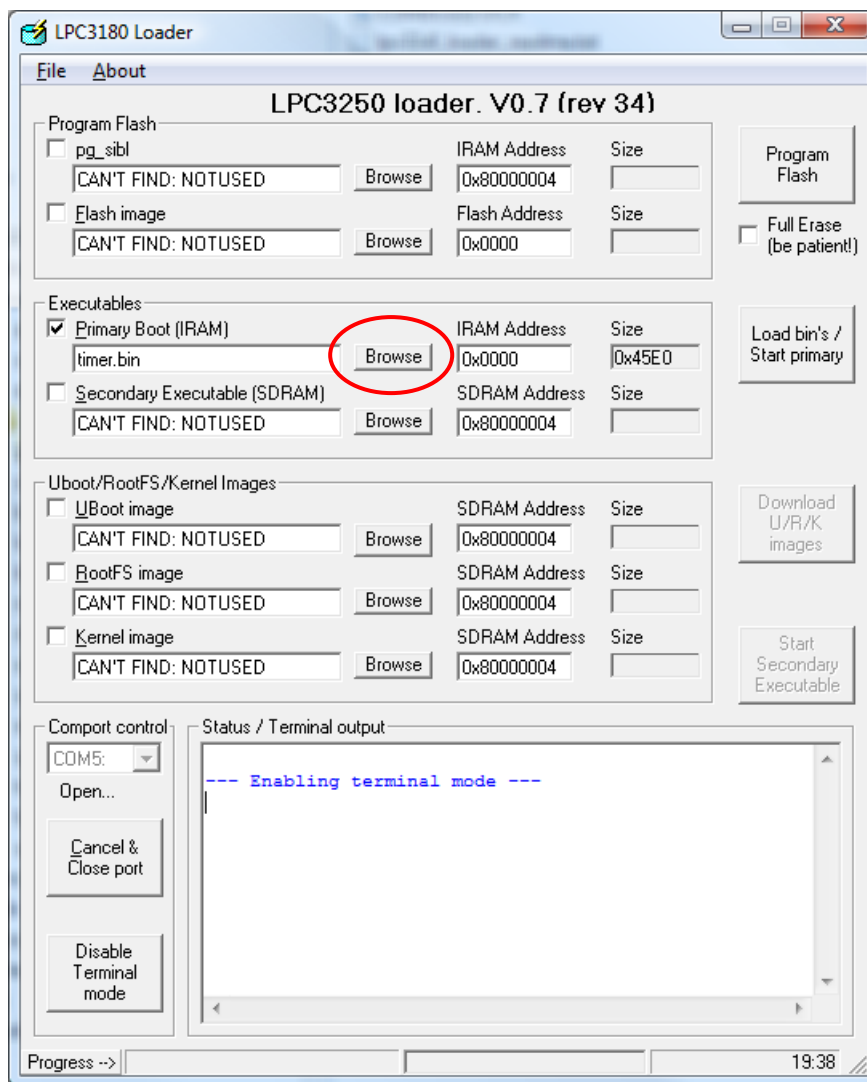 LPC3180 Loader
File About
LPC3250 loader. V0.7 (rev 34)
Program Flash
pg_sibl IRAM Address Size
CAN'T FIND: NOTUSED Browse 0x80000004
Program
Flash
Flash image Flash Address Size
CAN'T FIND: NOTUSED Browse 0x0000
Full Erase
(be patient!)
Executables
Primary Boot (IRAM) IRAM Address Size
timer.bin Browse 0x0000 0x45E0
Load bin's /
Start primary
Secondary Executable (SDRAM) SDRAM Address Size
CAN'T FIND: NOTUSED Browse 0x80000004
Uboot/RootFS/Kernel Images
UBoot image SDRAM Address Size
CAN'T FIND: NOTUSED Browse 0x80000004
Download
U/R/K
images
RootFS image SDRAM Address Size
CAN'T FIND: NOTUSED Browse 0x80000004
Kernel image SDRAM Address Size
CAN'T FIND: NOTUSED Browse 0x80000004
Start
Secondary
Executable
Comport control
COM5:
Open...
Cancel &
Close port
Disable
Terminal
mode
Status / Terminal output
--- Enabling terminal mode ---
Progress --> 19:38